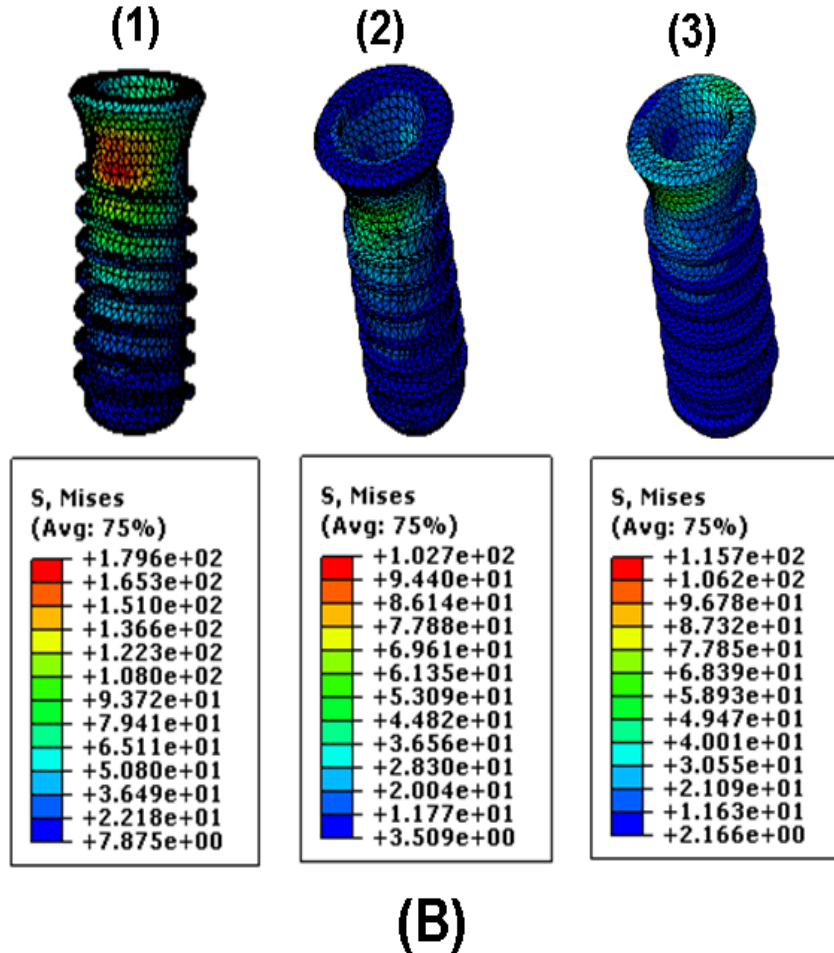 (1) (2) (3)
S, Mises
(Avg: 75%)
+1.796e+02
+1.653e+02
+1.510e+02
+1.366e+02
+1.223e+02
+1.080e+02
+9.372e+01
+7.941e+01
+6.511e+01
+5.080e+01
+3.649e+01
+2.218e+01
+7.875e+00
S, Mises
(Avg: 75%)
+1.027e+02
+9.440e+01
+8.614e+01
+7.788e+01
+6.961e+01
+6.135e+01
+5.309e+01
+4.482e+01
+3.656e+01
+2.830e+01
+2.004e+01
+1.177e+01
+3.509e+00
S, Mises
(Avg: 75%)
+1.157e+02
+1.062e+02
+9.678e+01
+8.732e+01
+7.785e+01
+6.839e+01
+5.893e+01
+4.947e+01
+4.001e+01
+3.055e+01
+2.109e+01
+1.163e+01
+2.166e+00
(B)